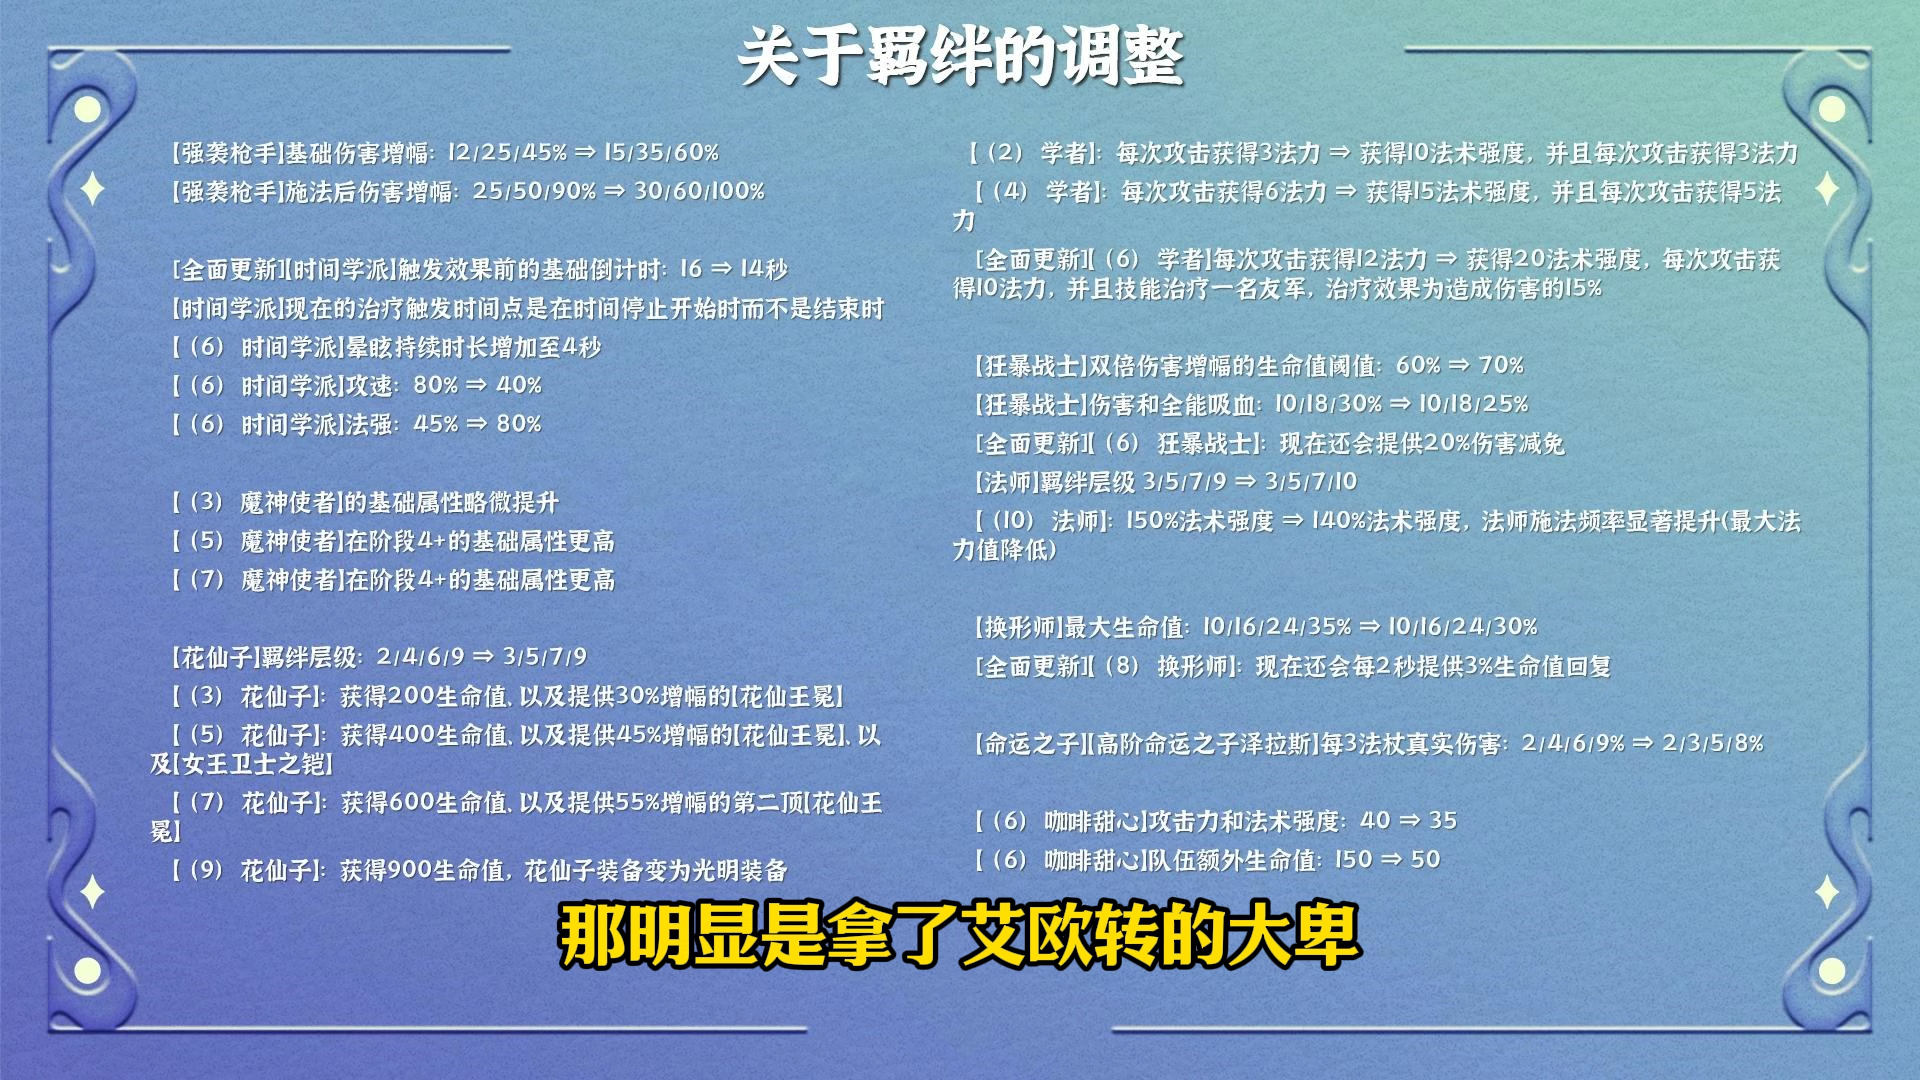 关于羁绊的调整
【强袭枪手】基础伤害增幅：12/25/45% ⇒ 15/35/60%
【强袭枪手】施法后伤害增幅：25/50/90% ⇒ 30/60/100%
[全面更新]【时间学派】触发效果前的基础倒计时：16 ⇒ 14秒
【时间学派】现在的治疗触发时间点是在时间停止开始时而不是结束时
【（6） 时间学派】晕眩持续时长增加至4秒
【（6） 时间学派】攻速：80% ⇒ 40%
【（6） 时间学派】法强：45% ⇒ 80%
【（3） 魔神使者】的基础属性略微提升
【（5） 魔神使者】在阶段4+的基础属性更高
【（7） 魔神使者】在阶段4+的基础属性更高
【花仙子】羁绊层级：2/4/6/9 ⇒ 3/5/7/9
【（3） 花仙子】：获得200生命值、以及提供30%增幅的【花仙王冕】
【（5） 花仙子】：获得400生命值、以及提供45%增幅的【花仙王冕】、以
及【女王卫士之铠】
【（7） 花仙子】：获得600生命值、以及提供55%增幅的第二顶【花仙王
冕】
【（9） 花仙子】：获得900生命值，花仙子装备变为光明装备
【（2） 学者】：每次攻击获得3法力 ⇒ 获得10法术强度，并且每次攻击获得3法力
【（4） 学者】：每次攻击获得6法力 ⇒ 获得15法术强度，并且每次攻击获得5法
力
[全面更新]【（6） 学者】每次攻击获得12法力 ⇒ 获得20法术强度，每次攻击获
得10法力，并且技能治疗一名友军，治疗效果为造成伤害的15%
【狂暴战士】双倍伤害增幅的生命值阈值：60% ⇒ 70%
【狂暴战士】伤害和全能吸血：10/18/30% ⇒ 10/18/25%
[全面更新]【（6） 狂暴战士】：现在还会提供20%伤害减免
【法师】羁绊层级 3/5/7/9 ⇒ 3/5/7/10
【（10） 法师】：150%法术强度 ⇒ 140%法术强度，法师施法频率显著提升(最大法
力值降低)
【换形师】最大生命值：10/16/24/35% ⇒ 10/16/24/30%
[全面更新]【（8） 换形师】：现在还会每2秒提供3%生命值回复
【命运之子】【高阶命运之子泽拉斯】每3法杖真实伤害：2/4/6/9% ⇒ 2/3/5/8%
【（6） 咖啡甜心】攻击力和法术强度：40 ⇒ 35
【（6） 咖啡甜心】队伍额外生命值：150 ⇒ 50
那明显是拿了艾欧转的大卑